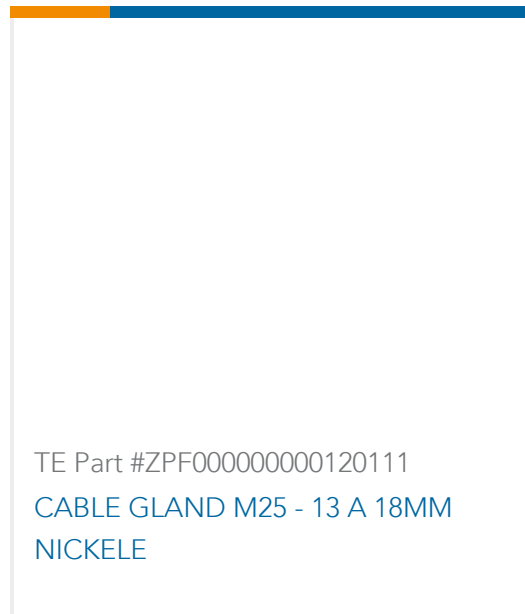 TE Part #ZPF000000000120111
CABLE GLAND M25 - 13 A 18MM
NICKELE